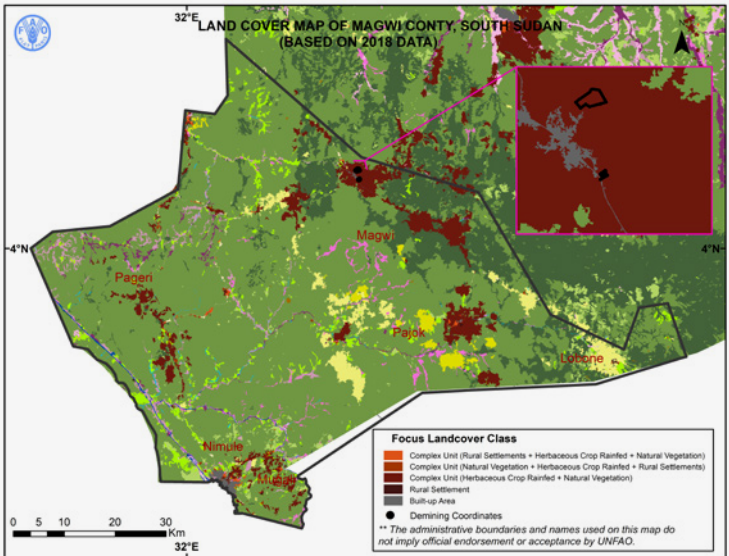 32°E
LAND COVER MAP OF MAGWI CONTY, SOUTH SUDAN
(BASED ON 2018 DATA)
FAO
4°N
4°N
Magwi
Pageri
Pajok
Lobone
Nimule
Focus Landcover Class
Complex Unit (Rural Settlements + Herbaceous Crop Rainfed + Natural Vegetation)
Complex Unit (Natural Vegetation + Herbaceous Crop Rainfed + Rural Settlements)
Complex Unit (Herbaceous Crop Rainfed + Natural Vegetation)
Rural Settlement
Built-up Area
Demining Coordinates
** The administrative boundaries and names used on this map do
not imply official endorsement or acceptance by UNFAO.
0 5 10 20 30
Km
32°E